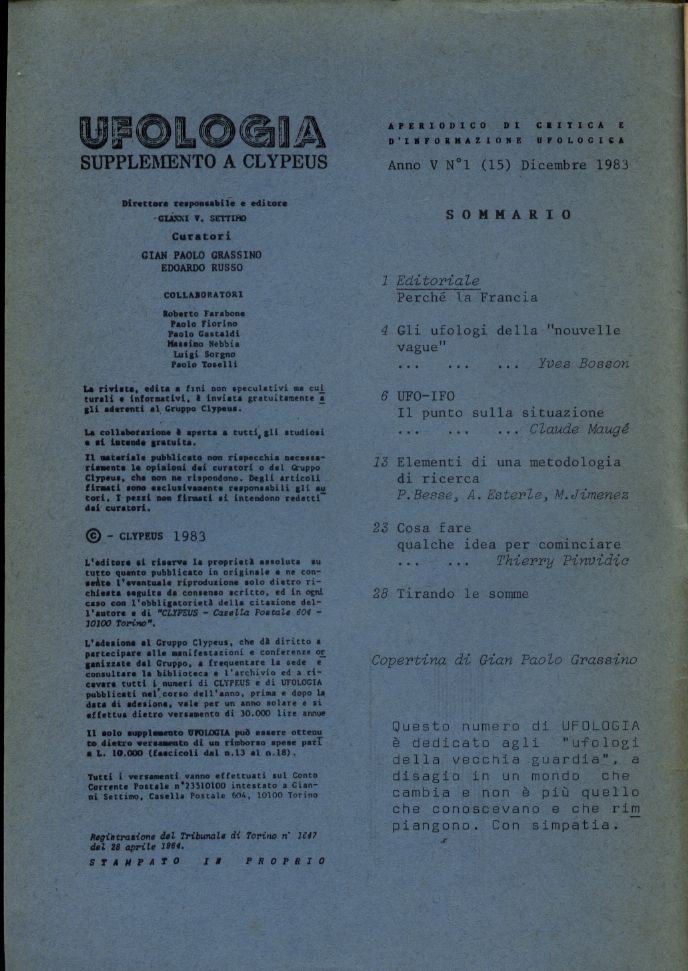 UFOLOGIA
SUPPLEMENTO A CLYPEUS
Direttore responsabile e editore
GIANNI V. SETTIMO
Curatori
GIAN PAOLO GRASSINO
EDOARDO RUSSO
COLLABORATORI
Roberto Farabone
Paolo Fiorino
Paolo Gastaldi
Massimo Nebbia
Luigi Sorgno
Paolo Toselli
La rivista, edita a fini non speculativi ma cul
turali e informativi, è inviata gratuitamente a
gli aderenti al Gruppo Clypeus.
La collaborazione è aperta a tutti gli studiosi
e si intende gratuita.
Il materiale pubblicato non rispecchia necessa-
riamente le opinioni dei curatori o del Gruppo
Clypeus, che non ne rispondono. Degli articoli
firmati sono esclusivamente responsabili gli au
tori. I pezzi non firmati si intendono redatti
dai curatori.
© - CLYPEUS 1983
L'editore si riserva la proprietà assoluta su
tutto quanto pubblicato in originale e ne con-
sente l'eventuale riproduzione solo dietro ri-
chiesta seguita da consenso scritto, ed in ogni
caso con l'obbligatorietà della citazione del-
l'autore e di "CLYPEUS - Casella Postale 604 -
10100 Torino".
L'adesione al Gruppo Clypeus, che dà diritto a
partecipare alle manifestazioni e conferenze or
ganizzate dal Gruppo, a frequentare la sede e
consultare la biblioteca e l'archivio ed a ri-
cevere tutti i numeri di CLYPEUS e di UFOLOGIA
pubblicati nel corso dell'anno, prima e dopo la
data di adesione, vale per un anno solare e si
effettua dietro versamento di 30.000 lire annue
Il solo supplemento UFOLOGIA può essere ottenu
to dietro versamento di un rimborso spese pari
a L. 10.000 (fascicoli dal n.13 al n.18).
Tutti i versamenti vanno effettuati sul Conto
Corrente Postale n°23510100 intestato a Gian-
ni Settimo, Casella Postale 604, 10100 Torino
Registrazione del Tribunale di Torino n° 1647
del 28 aprile 1964.
STAMPATO IN PROPRIO
APERIODICO DI CRITICA E
D'INFORMAZIONE UFOLOGICA
Anno V N°1 (15) Dicembre 1983
SOMMARIO
1 Editoriale
Perché la Francia
4 Gli ufologi della "nouvelle
vague"
... ... ... Yves Bosson
6 UFO-IFO
Il punto sulla situazione
... ... ... Claude Maugé
13 Elementi di una metodologia
di ricerca
P.Besse, A. Esterle, M.Jimenez
23 Cosa fare
qualche idea per cominciare
... ... Thierry Pinvidic
28 Tirando le somme
Copertina di Gian Paolo Grassino
Questo numero di UFOLOGIA
è dedicato agli "ufologi
della vecchia guardia", a
disagio in un mondo che
cambia e non è più quello
che conoscevano e che rim
piangono. Con simpatia.